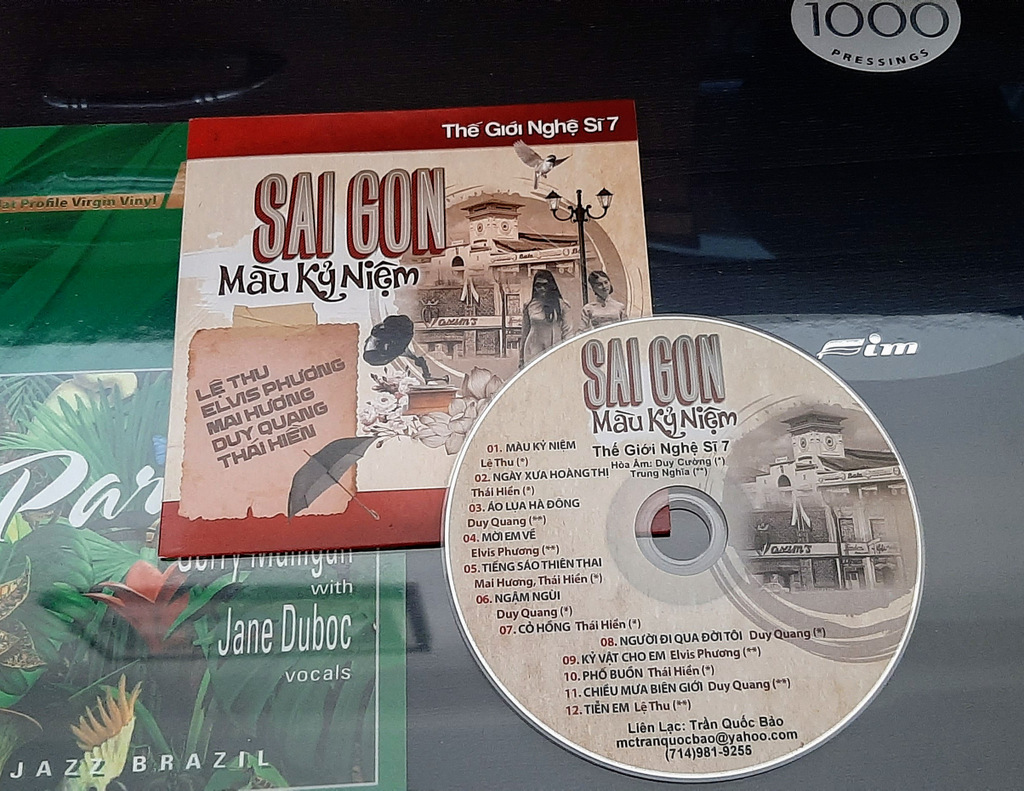 1000
PRESSINGS
Flat Profile Virgin Vinyl
Thế Giới Nghệ Sĩ 7
SAI GON
Màu Kỷ Niệm
Maxim's
LỆ THU
ELVIS PHƯƠNG
MAI HƯƠNG
DUY QUANG
THÁI HIỀN
Fim
SAI GON
Màu Kỷ Niệm
Thế Giới Nghệ Sĩ 7
Hòa Âm: Duy Cường (*)
Trung Nghĩa (**)
01. MÀU KỶ NIỆM
Lệ Thu (*)
02. NGÀY XƯA HOÀNG THỊ
Thái Hiền (*)
03. ÁO LỤA HÀ ĐÔNG
Duy Quang (**)
04. MỜI EM VỀ
Elvis Phương (**)
05. TIẾNG SÁO THIÊN THAI
Mai Hương, Thái Hiền (*)
06. NGẬM NGÙI
Duy Quang (*)
07. CỎ HỒNG Thái Hiền (*)
08. NGƯỜI ĐI QUA ĐỜI TÔI Duy Quang (*)
09. KỶ VẬT CHO EM Elvis Phương (**)
10. PHỐ BUỒN Thái Hiền (*)
11. CHIỀU MƯA BIÊN GIỚI Duy Quang (**)
12. TIỄN EM Lệ Thu (**)
Liên Lạc: Trần Quốc Bảo
mctranquocbao@yahoo.com
(714)981-9255
Maxim's
Par
Gerry Mulligan
with
Jane Duboc
vocals
JAZZ BRAZIL